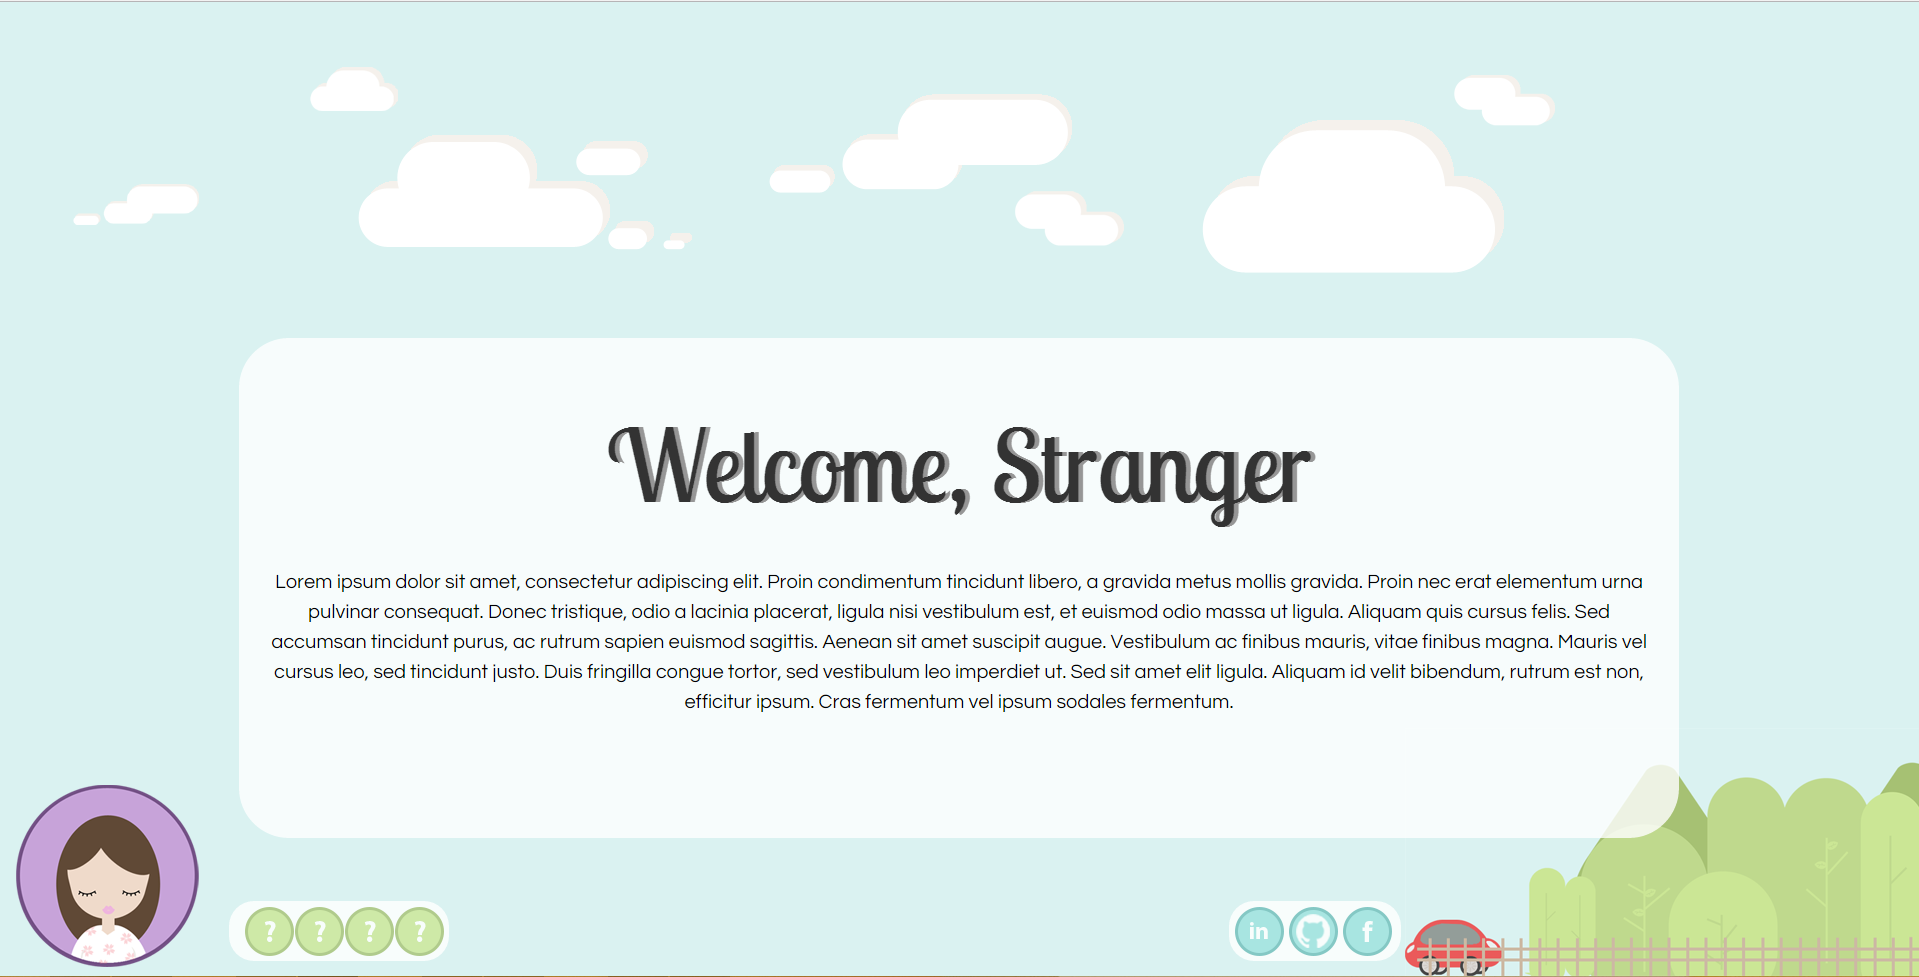 Welcome, Stranger
Lorem ipsum dolor sit amet, consectetur adipiscing elit. Proin condimentum tincidunt libero, a gravida metus mollis gravida. Proin nec erat elementum urna
pulvinar consequat. Donec tristique, odio a lacinia placerat, ligula nisi vestibulum est, et euismod odio massa ut ligula. Aliquam quis cursus felis. Sed
accumsan tincidunt purus, ac rutrum sapien euismod sagittis. Aenean sit amet suscipit augue. Vestibulum ac finibus mauris, vitae finibus magna. Mauris vel
cursus leo, sed tincidunt justo. Duis fringilla congue tortor, sed vestibulum leo imperdiet ut. Sed sit amet elit ligula. Aliquam id velit bibendum, rutrum est non,
efficitur ipsum. Cras fermentum vel ipsum sodales fermentum.
? ? ? ? in f